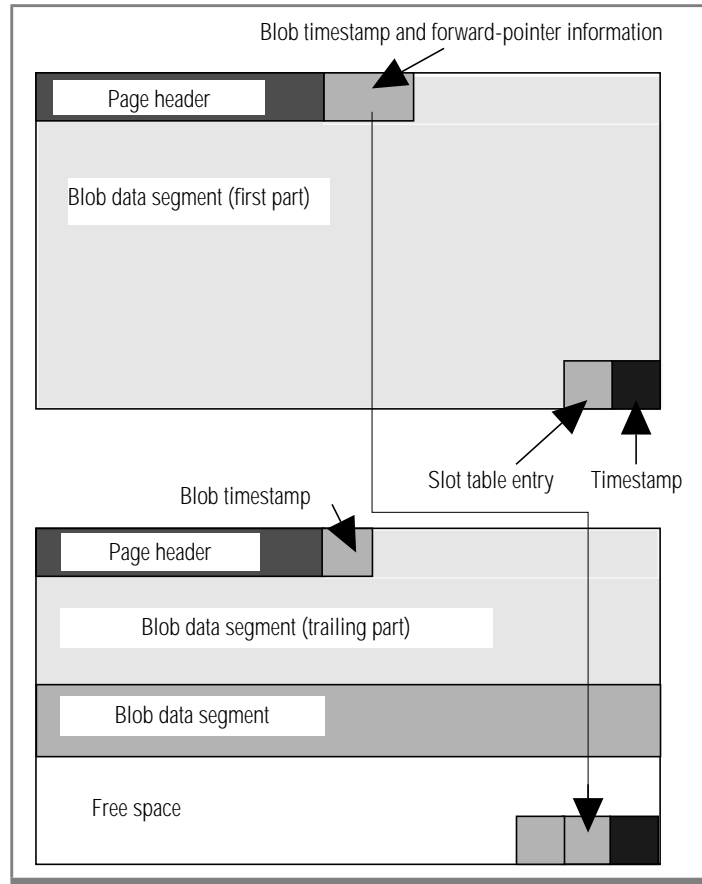 Blob timestamp and forward-pointer information
Page header
Blob data segment (first part)
Slot table entry
Timestamp
Blob timestamp
Page header
Blob data segment (trailing part)
Blob data segment
Free space